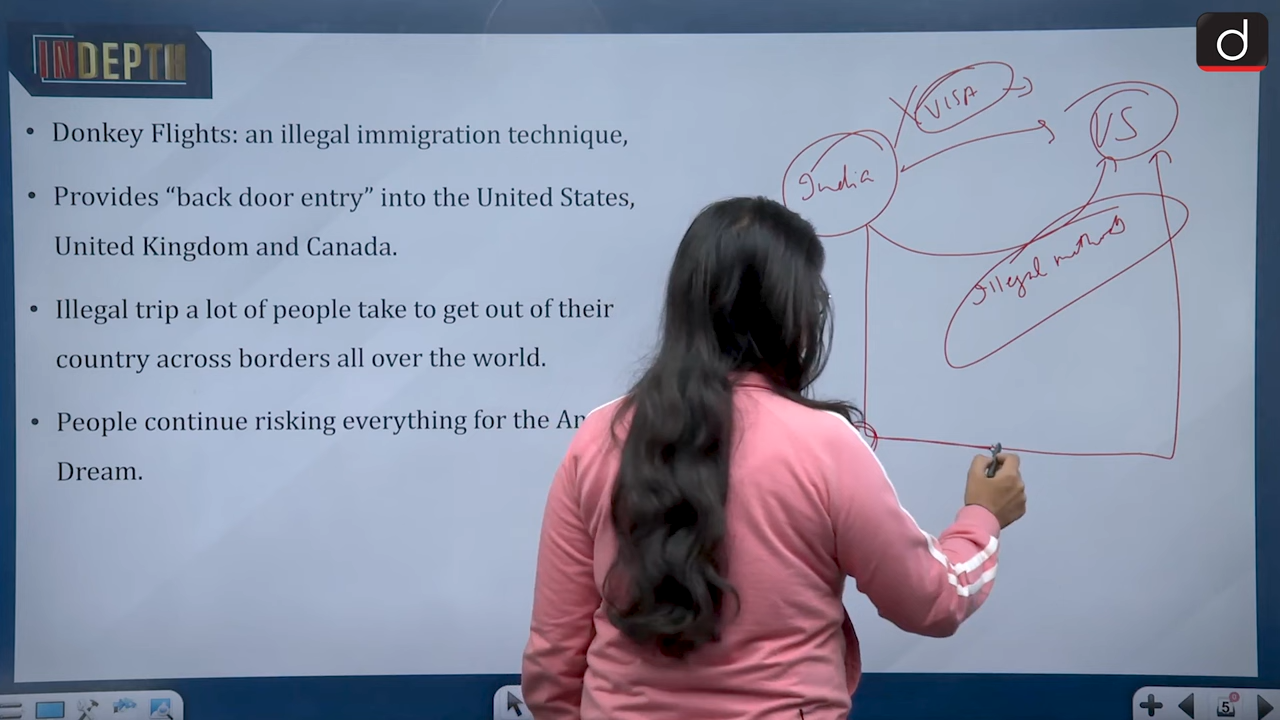 INDEPTH
d
• Donkey Flights: an illegal immigration technique,
• Provides “back door entry” into the United States,
United Kingdom and Canada.
• Illegal trip a lot of people take to get out of their
country across borders all over the world.
• People continue risking everything for the
Dream.
VISA
US
India
Illegal methods
5